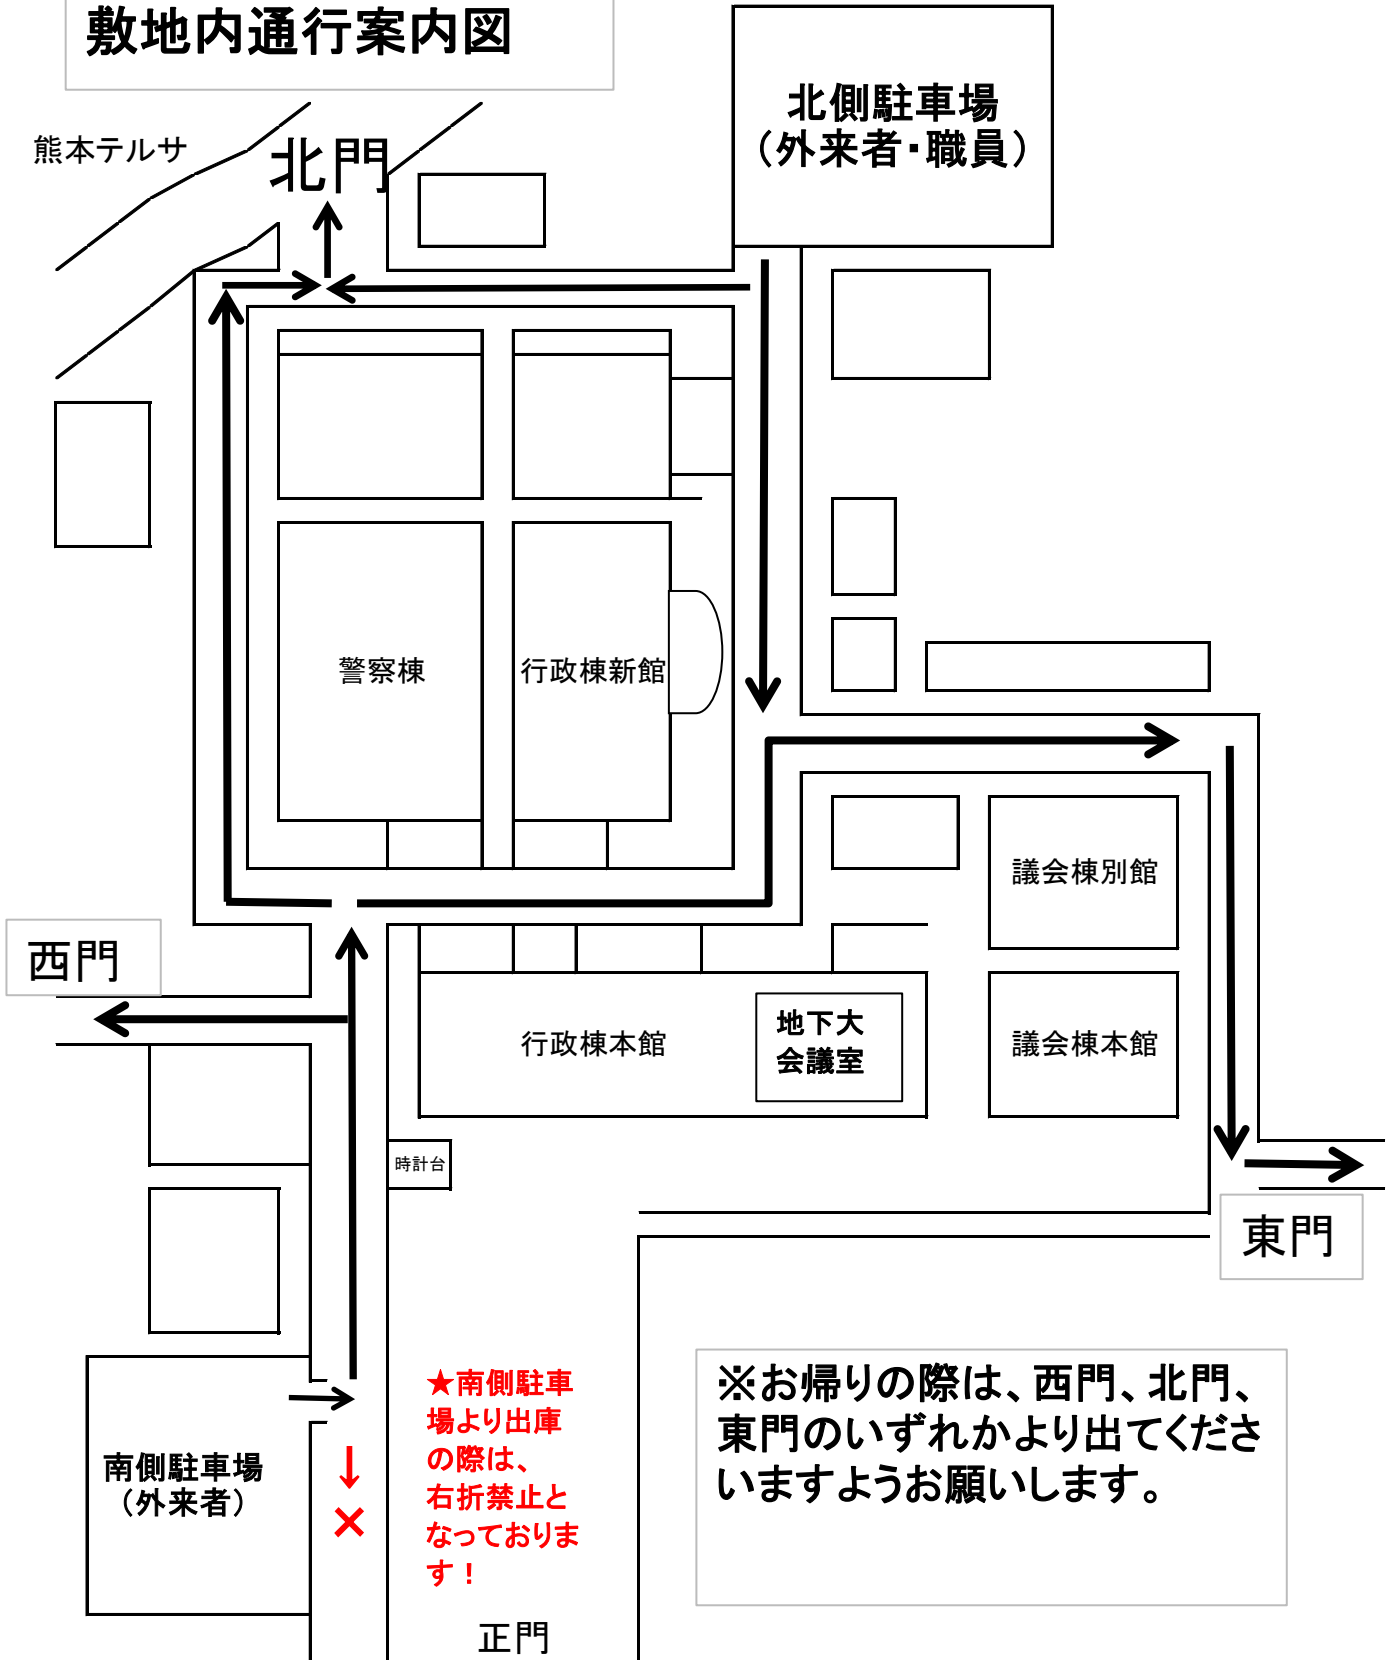 敷地内通行案内図
北側駐車場
（外来者・職員）
熊本テルサ
北門
警察棟
行政棟新館
議会棟別館
西門
行政棟本館
地下大
会議室
議会棟本館
時計台
東門
★南側駐車
場より出庫
の際は、
右折禁止と
なっておりま
す！
※お帰りの際は、西門、北門、
東門のいずれかより出てくださ
いますようお願いします。
南側駐車場
（外来者）
正門